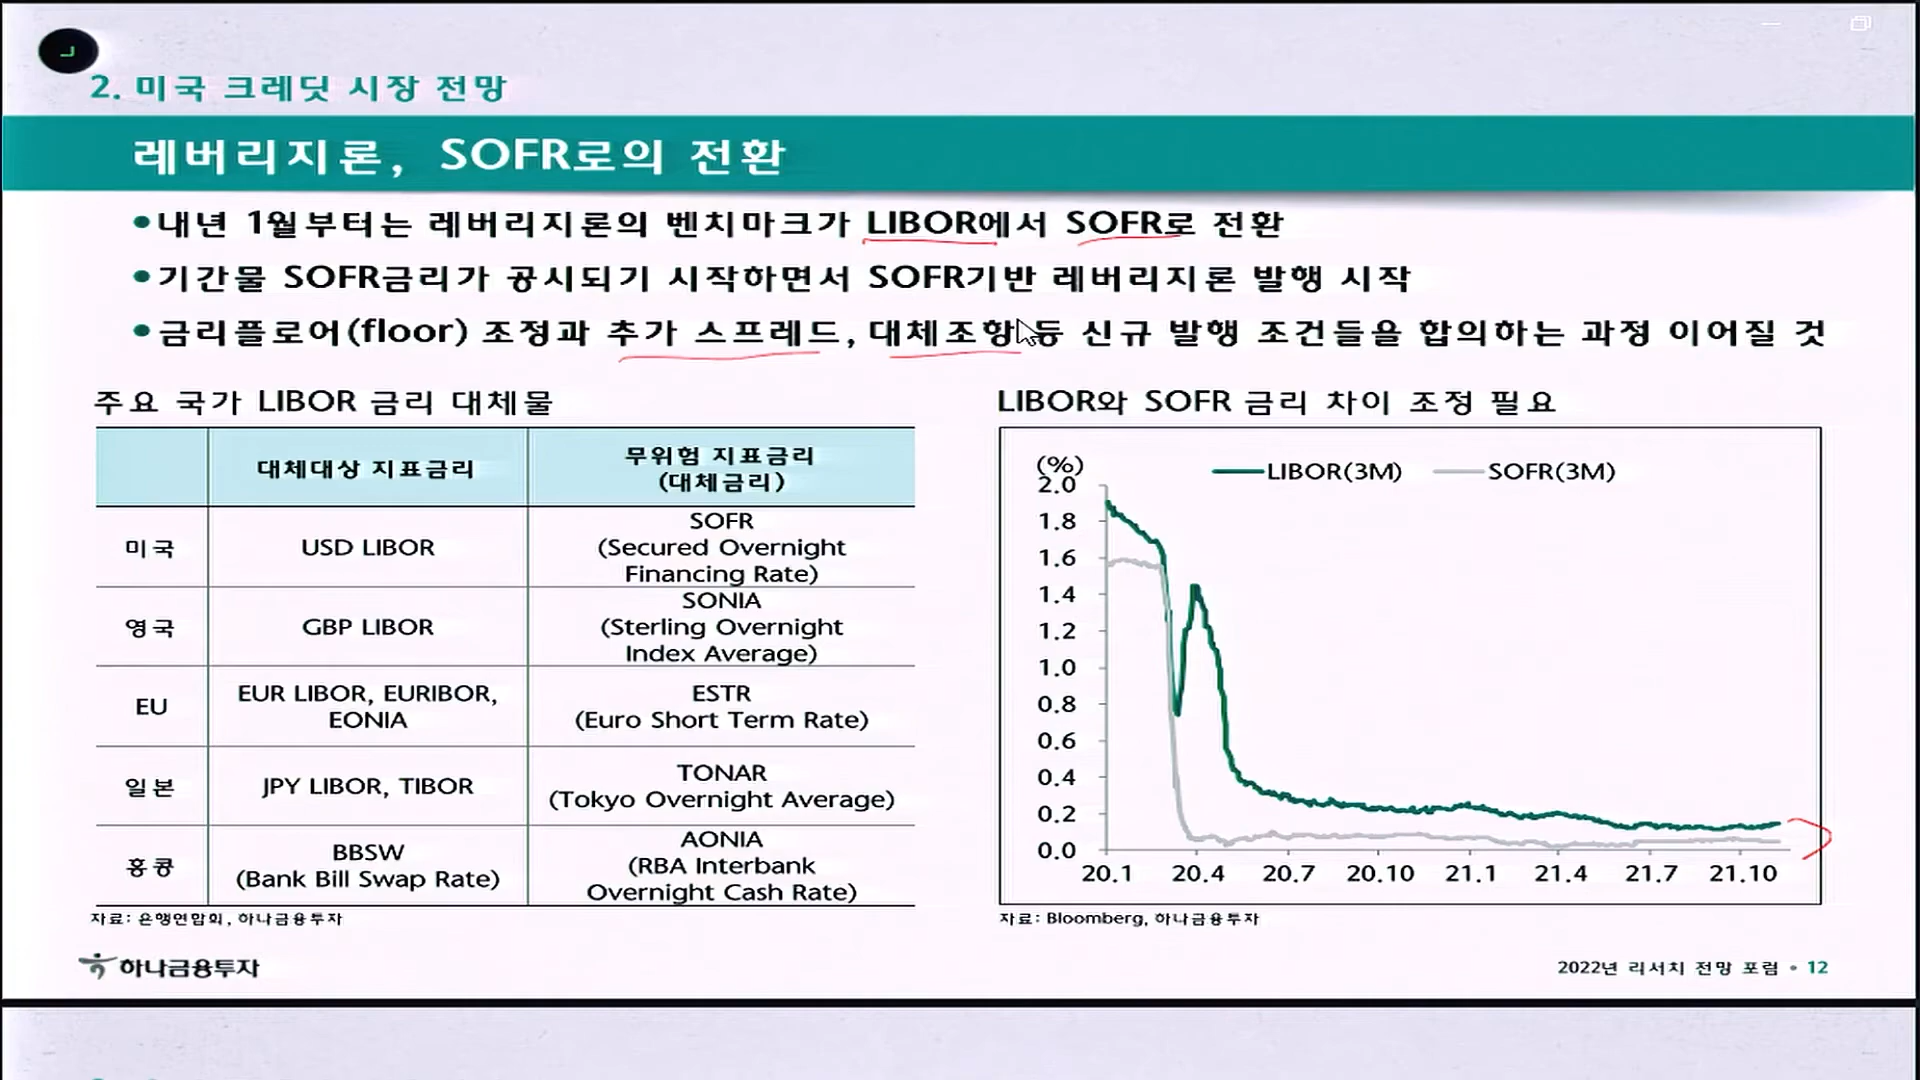 2. 미국 크레딧 시장 전망
레버리지론, SOFR로의 전환
•내년 1월부터는 레버리지론의 벤치마크가 LIBOR에서 SOFR로 전환
•기간물 SOFR금리가 공시되기 시작하면서 SOFR기반 레버리지론 발행 시작
•금리플로어(floor) 조정과 추가 스프레드, 대체조항 등 신규 발행 조건들을 합의하는 과정 이어질 것
주요 국가 LIBOR 금리 대체물
대체대상 지표금리
무위험 지표금리
(대체금리)
미국
USD LIBOR
SOFR
(Secured Overnight
Financing Rate)
영국
GBP LIBOR
SONIA
(Sterling Overnight
Index Average)
EU
EUR LIBOR, EURIBOR,
EONIA
ESTR
(Euro Short Term Rate)
일본
JPY LIBOR, TIBOR
TONAR
(Tokyo Overnight Average)
홍콩
BBSW
(Bank Bill Swap Rate)
AONIA
(RBA Interbank
Overnight Cash Rate)
자료: 은행연합회, 하나금융투자
LIBOR와 SOFR 금리 차이 조정 필요
(%)
LIBOR(3M) SOFR(3M)
2.0
1.8
1.6
1.4
1.2
1.0
0.8
0.6
0.4
0.2
0.0
20.1 20.4 20.7 20.10 21.1 21.4 21.7 21.10
자료: Bloomberg, 하나금융투자
하나금융투자
2022년 리서치 전망 포럼 • 12